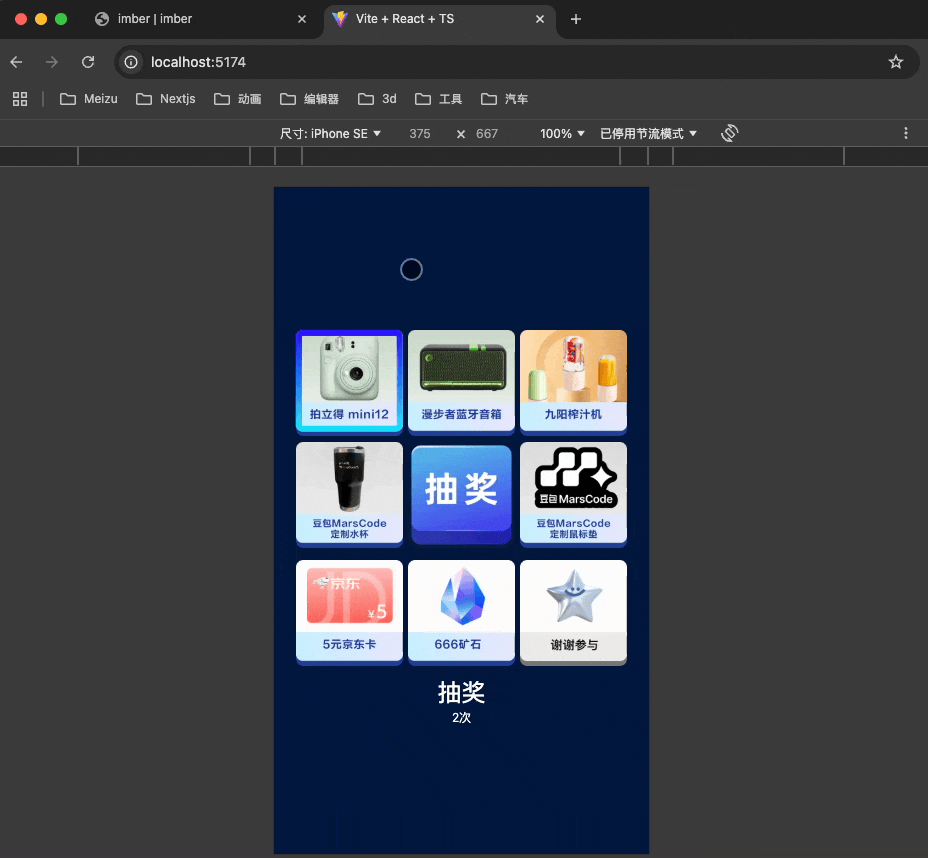 imber | imber
Vite + React + TS
localhost:5174
Meizu
Nextjs
动画
编辑器
3d
工具
汽车
尺寸: iPhone SE
375
×
667
100%
已停用节流模式
拍立得 mini12
漫步者蓝牙音箱
九阳榨汁机
豆包MarsCode
定制水杯
抽奖
豆包MarsCode
豆包MarsCode
定制鼠标垫
京东
JD
¥5
5元京东卡
666矿石
谢谢参与
抽奖
2次